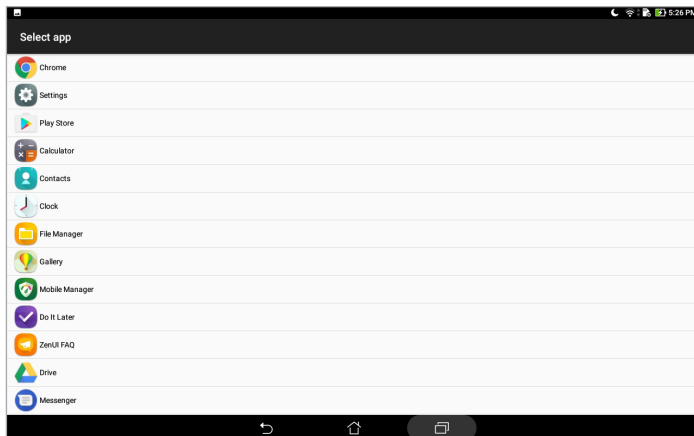 5:26 PM
Select app
Chrome
Settings
Play Store
Calculator
Contacts
Clock
File Manager
Gallery
Mobile Manager
Do It Later
ZenUI FAQ
Drive
Messenger